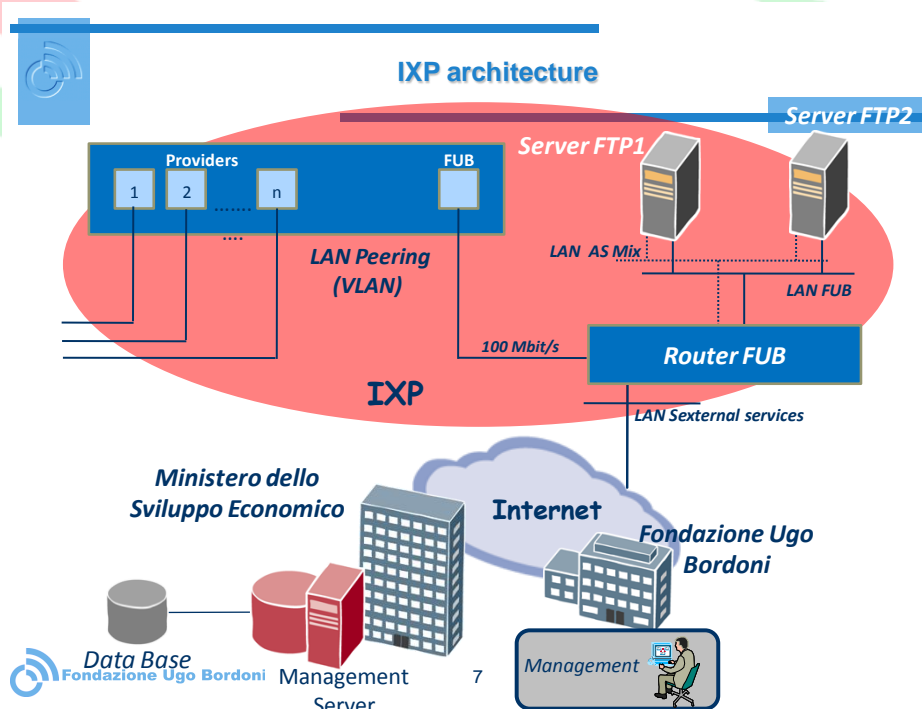 IXP architecture
Server FTP2
Server FTP1
Providers
FUB
1
2
.......
....
n
LAN Peering
(VLAN)
LAN AS Mix
LAN FUB
100 Mbit/s
Router FUB
IXP
LAN Sexternal services
Ministero dello
Sviluppo Economico
Internet
Fondazione Ugo
Bordoni
Data Base
Management
Server
Management
Fondazione Ugo Bordoni
7